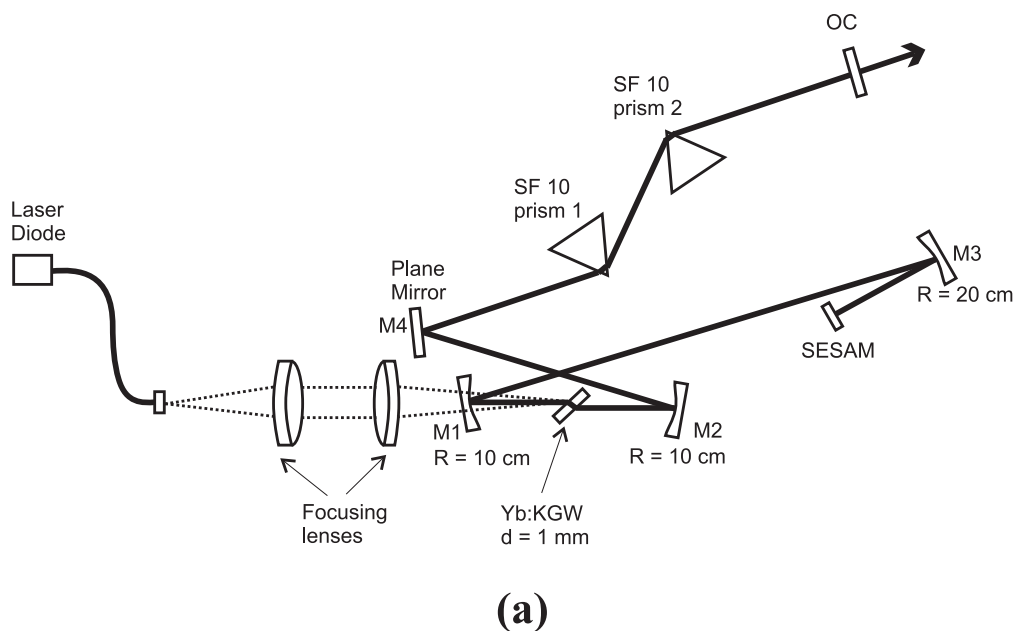 OC
SF 10
prism 2
SF 10
prism 1
Laser
Diode
Plane
Mirror
M4
M3
R = 20 cm
SESAM
M1
R = 10 cm
M2
R = 10 cm
Focusing
lenses
Yb:KGW
d = 1 mm
(a)